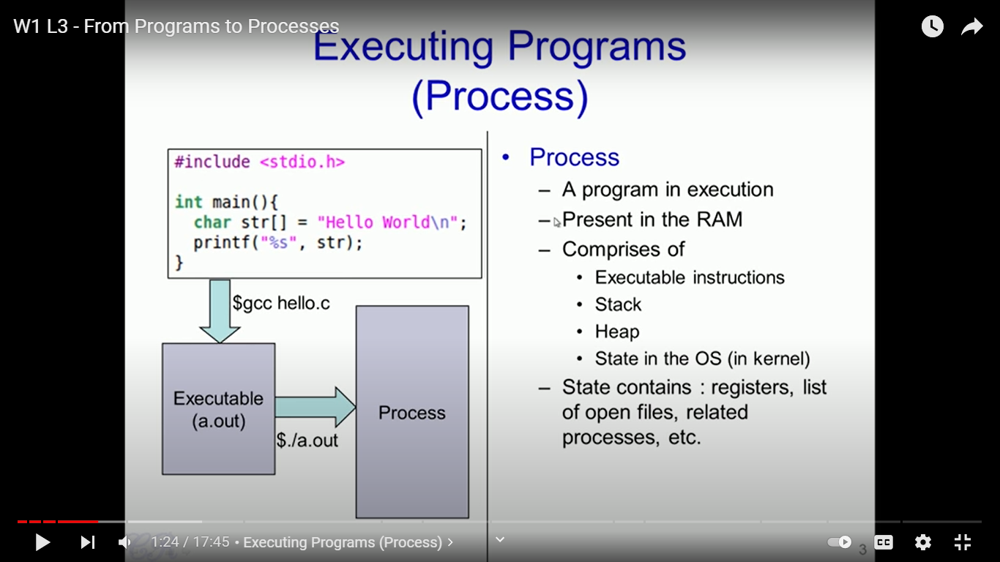 W1 L3 - From Programs to Processes
Executing Programs
(Process)
#include <stdio.h>
int main(){
char str[] = "Hello World\n";
printf("%s", str);
}
$gcc hello.c
Executable
(a.out)
$./a.out
Process
• Process
– A program in execution
– Present in the RAM
– Comprises of
• Executable instructions
• Stack
• Heap
• State in the OS (in kernel)
– State contains : registers, list
of open files, related
processes, etc.
1:24 / 17:45 • Executing Programs (Process) >
CC
3